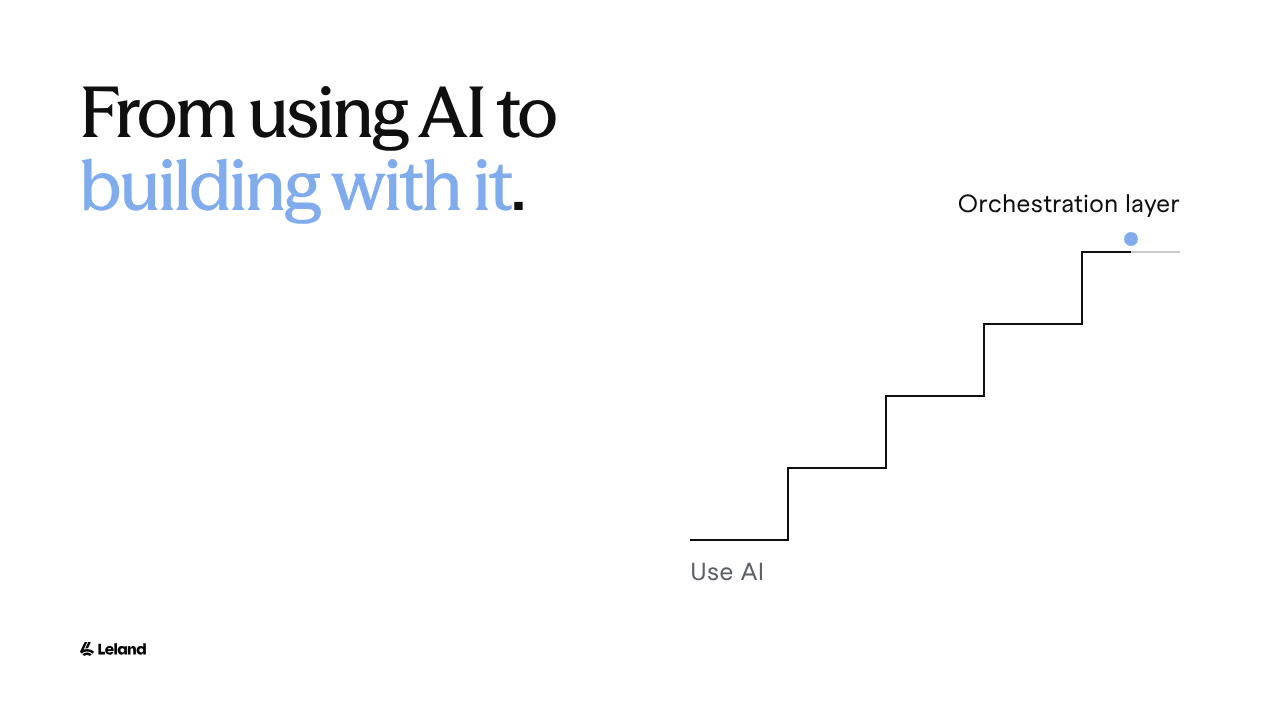 From using AI to
building with it.
Orchestration layer
Use AI
Leland